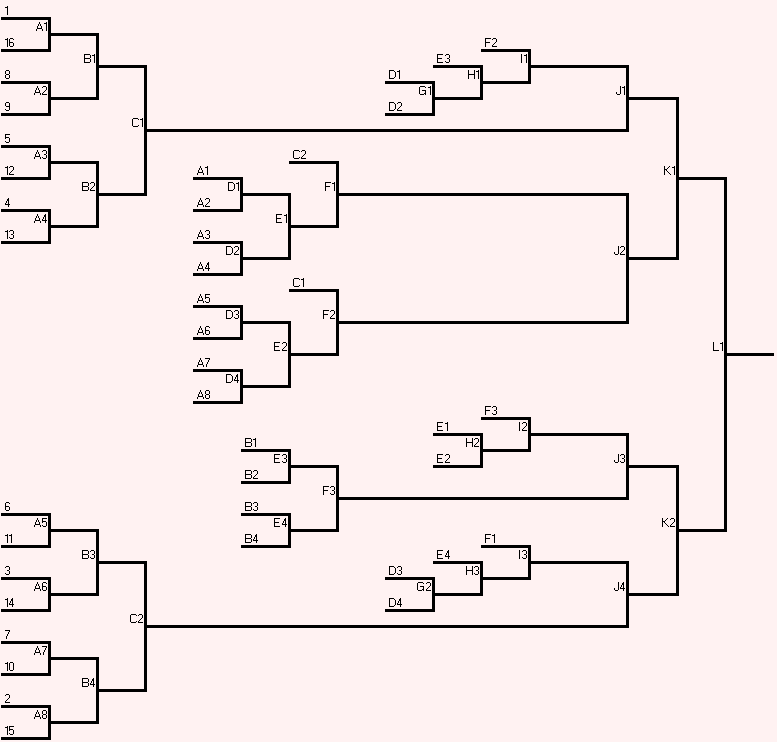 1
A1
16
B1
8
A2
9
C1
5
A3
12
B2
4
A4
13
F2
E3
I1
D1
H1
G1
D2
J1
K1
C2
A1
D1
F1
A2
E1
A3
D2
A4
J2
C1
A5
D3
F2
A6
E2
A7
D4
A8
L1
F3
E1
I2
H2
E2
J3
B1
E3
B2
F3
B3
E4
B4
K2
6
A5
11
B3
3
A6
14
C2
7
A7
10
B4
2
A8
15
F1
E4
I3
D3
H3
G2
D4
J4